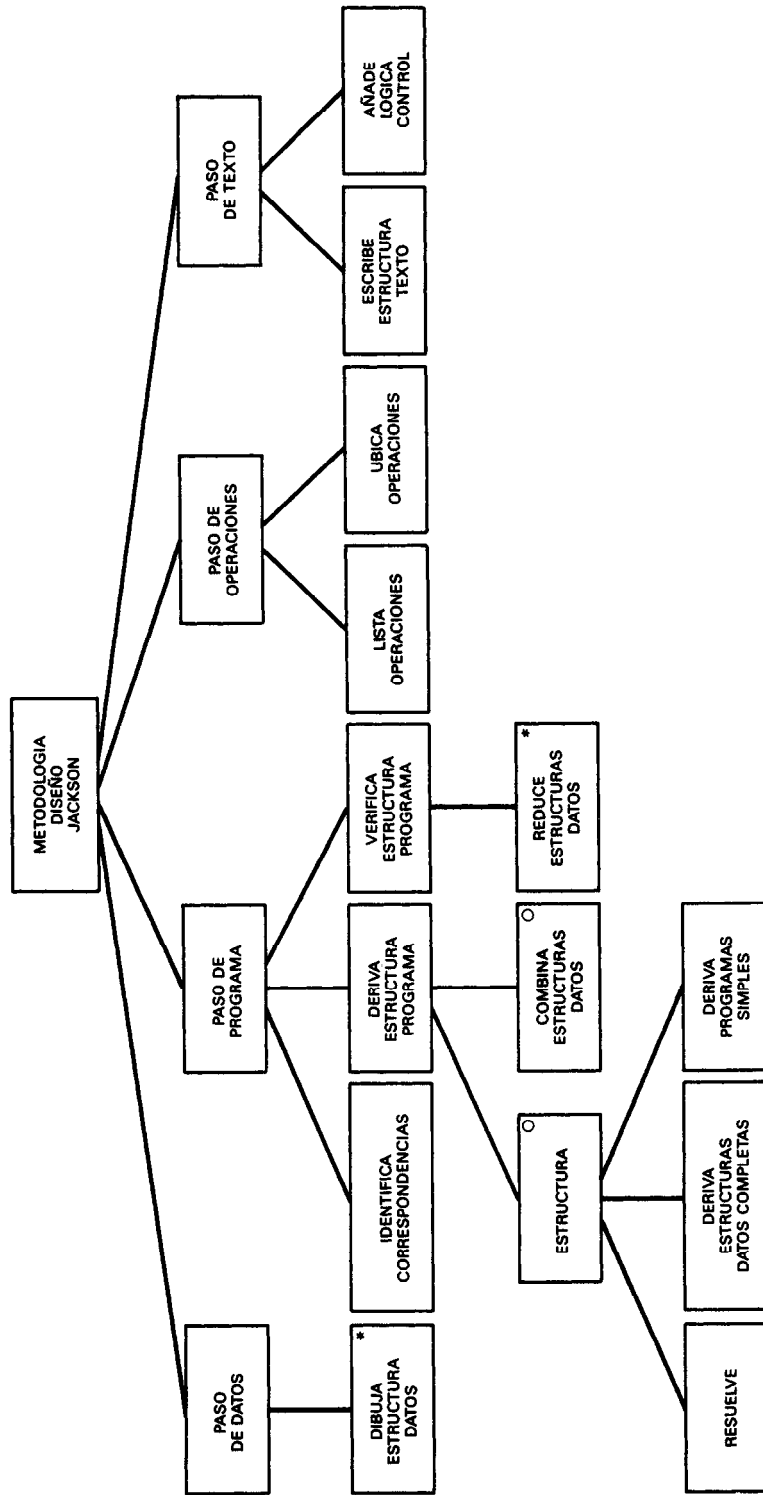 METODOLOGIA
DISEÑO
JACKSON
PASO
DE DATOS
PASO DE
PROGRAMA
PASO DE
OPERACIONES
PASO
DE TEXTO
DIBUJA
ESTRUCTURA
DATOS
*
IDENTIFICA
CORRESPONDENCIAS
DERIVA
ESTRUCTURA
PROGRAMA
VERIFICA
ESTRUCTURA
PROGRAMA
LISTA
OPERACIONES
UBICA
OPERACIONES
ESCRIBE
ESTRUCTURA
TEXTO
AÑADE
LOGICA
CONTROL
ESTRUCTURA
O
COMBINA
ESTRUCTURAS
DATOS
O
REDUCE
ESTRUCTURAS
DATOS
*
RESUELVE
DERIVA
ESTRUCTURAS
DATOS COMPLETAS
DERIVA
PROGRAMAS
SIMPLES